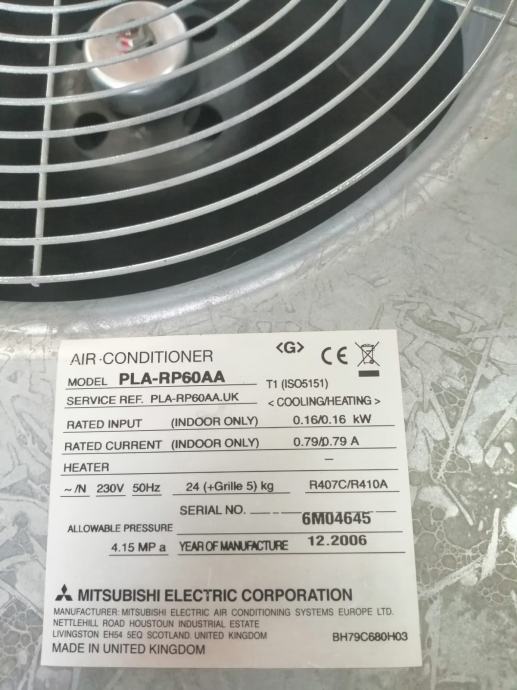 AIR-CONDITIONER <G> CE
MODEL PLA-RP60AA T1 (ISO5151)
SERVICE REF. PLA-RP60AA.UK < COOLING/HEATING >
RATED INPUT (INDOOR ONLY) 0.16/0.16 kW
RATED CURRENT (INDOOR ONLY) 0.79/0.79 A
HEATER –
~ /N 230V 50Hz 24 (+Grille 5) kg R407C/R410A
SERIAL NO. 6M04645
ALLOWABLE PRESSURE
4.15 MPa YEAR OF MANUFACTURE 12.2006
MITSUBISHI ELECTRIC CORPORATION
MANUFACTURER: MITSUBISHI ELECTRIC AIR CONDITIONING SYSTEMS EUROPE LTD.
NETTLEHILL ROAD HOUSTOUN INDUSTRIAL ESTATE
LIVINGSTON EH54 5EQ SCOTLAND. UNITED KINGDOM BH79C680H03
MADE IN UNITED KINGDOM